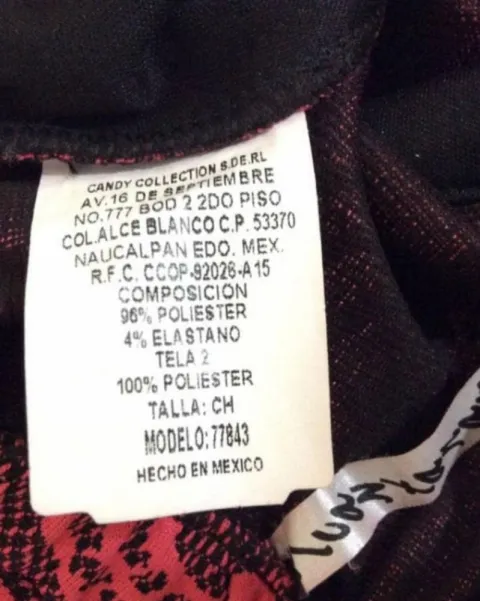 CANDY COLLECTION S.DE.RL
AV.16 DE SEPTIEMBRE
NO.777 BOD 2 2DO PISO
COL.ALCE BLANCO C.P. 53370
NAUCALPAN EDO. MEX.
R.F.C. CCOP-92026-A15
COMPOSICION
96% POLIESTER
4% ELASTANO
TELA 2
100% POLIESTER
TALLA: CH
MODELO: 77843
HECHO EN MEXICO